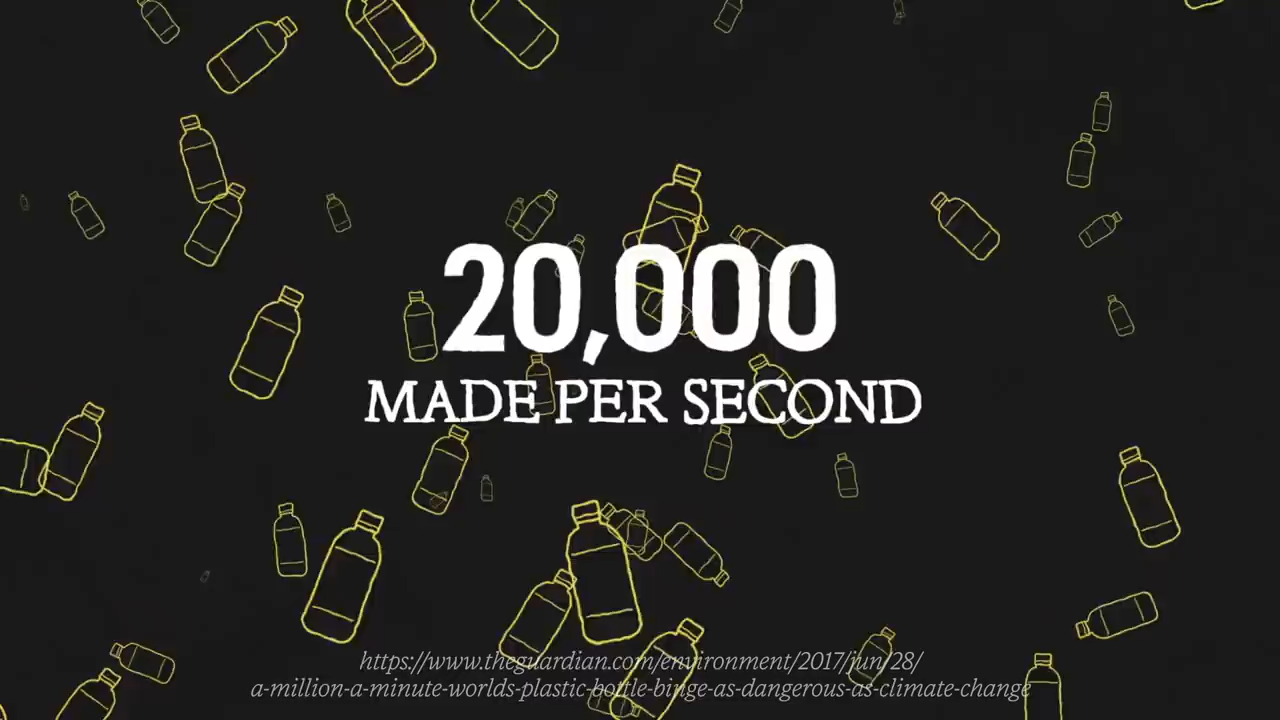 20,000
MADE PER SECOND
https://www.theguardian.com/environment/2017/jun/28/
a-million-a-minute-worlds-plastic-bottle-binge-as-dangerous-as-climate-change